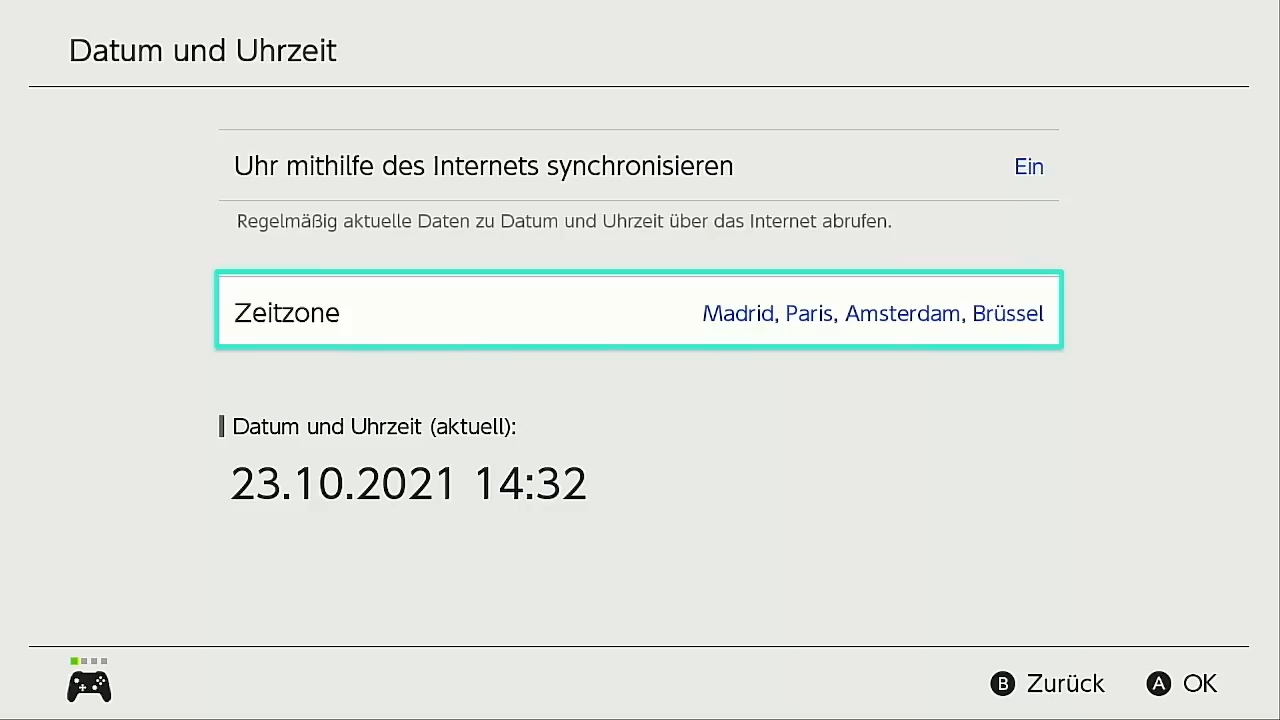 Datum und Uhrzeit
Uhr mithilfe des Internets synchronisieren Ein
Regelmäßig aktuelle Daten zu Datum und Uhrzeit über das Internet abrufen.
Zeitzone Madrid, Paris, Amsterdam, Brüssel
Datum und Uhrzeit (aktuell):
23.10.2021 14:32
B Zurück A OK